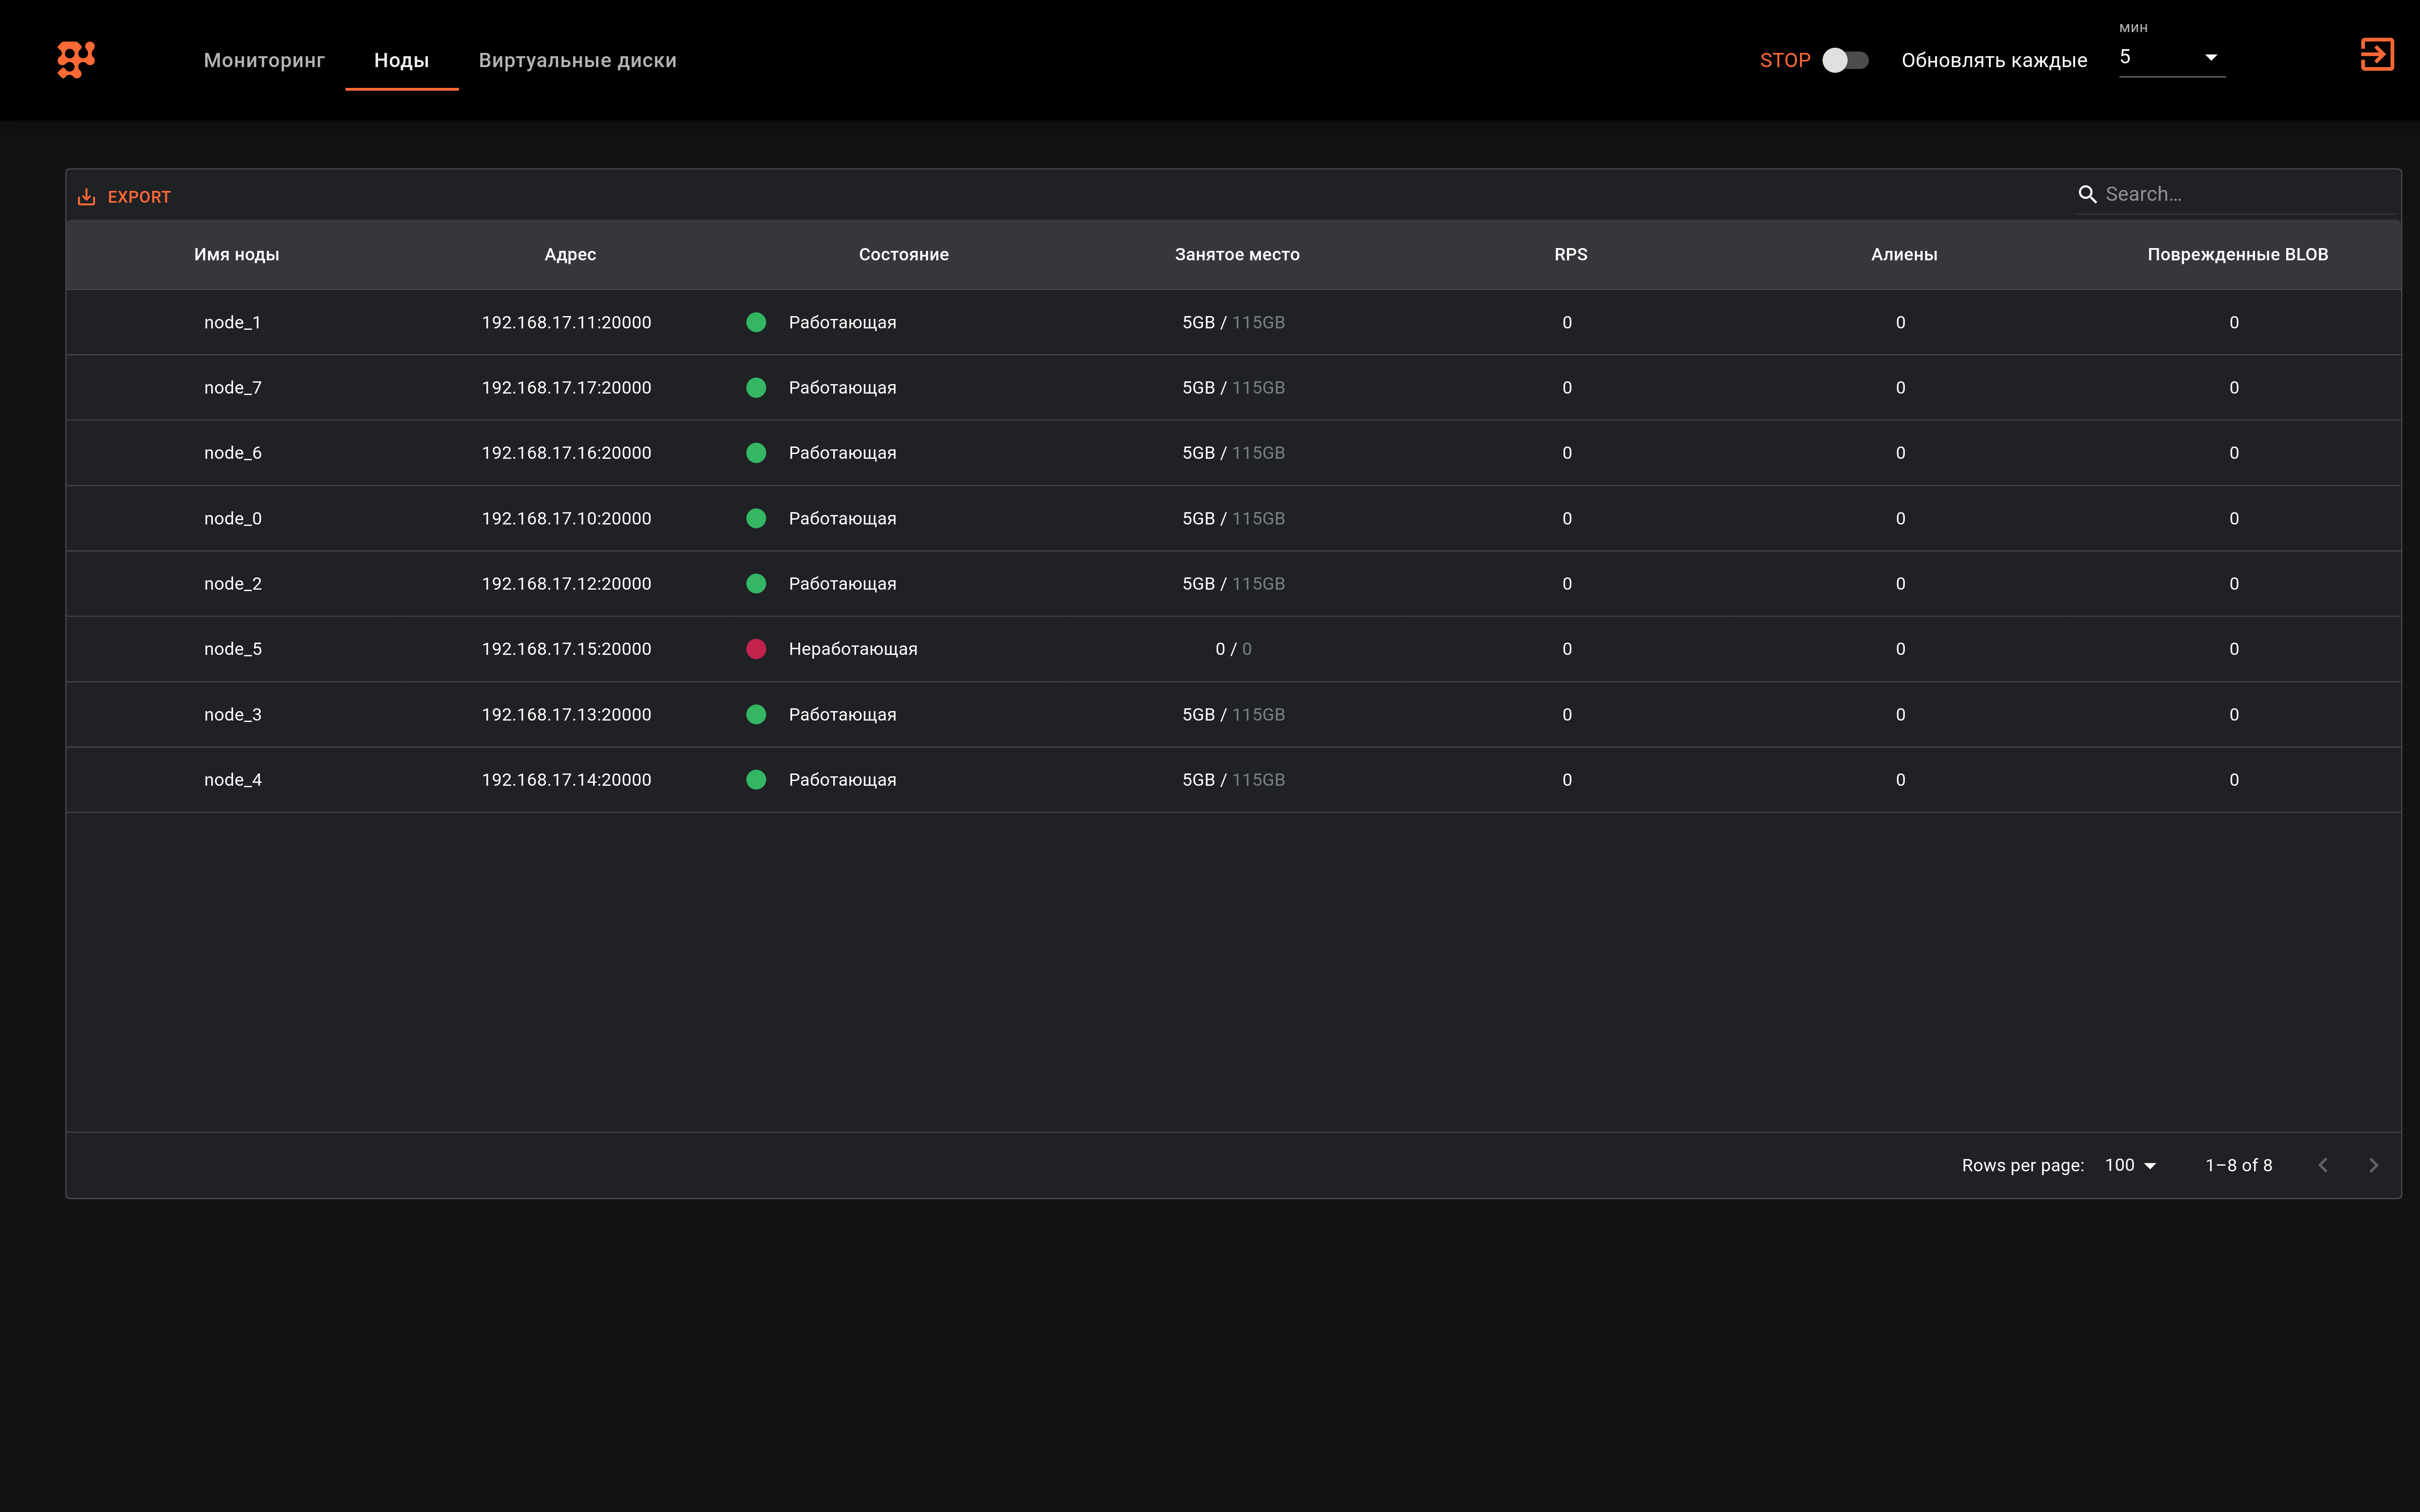 Мониторинг Ноды Виртуальные диски STOP Обновлять каждые мин 5
EXPORT Search...
Имя ноды Адрес Состояние Занятое место RPS Алиены Поврежденные BLOB
node_1 192.168.17.11:20000 Работающая 5GB / 115GB 0 0 0
node_7 192.168.17.17:20000 Работающая 5GB / 115GB 0 0 0
node_6 192.168.17.16:20000 Работающая 5GB / 115GB 0 0 0
node_0 192.168.17.10:20000 Работающая 5GB / 115GB 0 0 0
node_2 192.168.17.12:20000 Работающая 5GB / 115GB 0 0 0
node_5 192.168.17.15:20000 Неработающая 0 / 0 0 0 0
node_3 192.168.17.13:20000 Работающая 5GB / 115GB 0 0 0
node_4 192.168.17.14:20000 Работающая 5GB / 115GB 0 0 0
Rows per page: 100 1–8 of 8